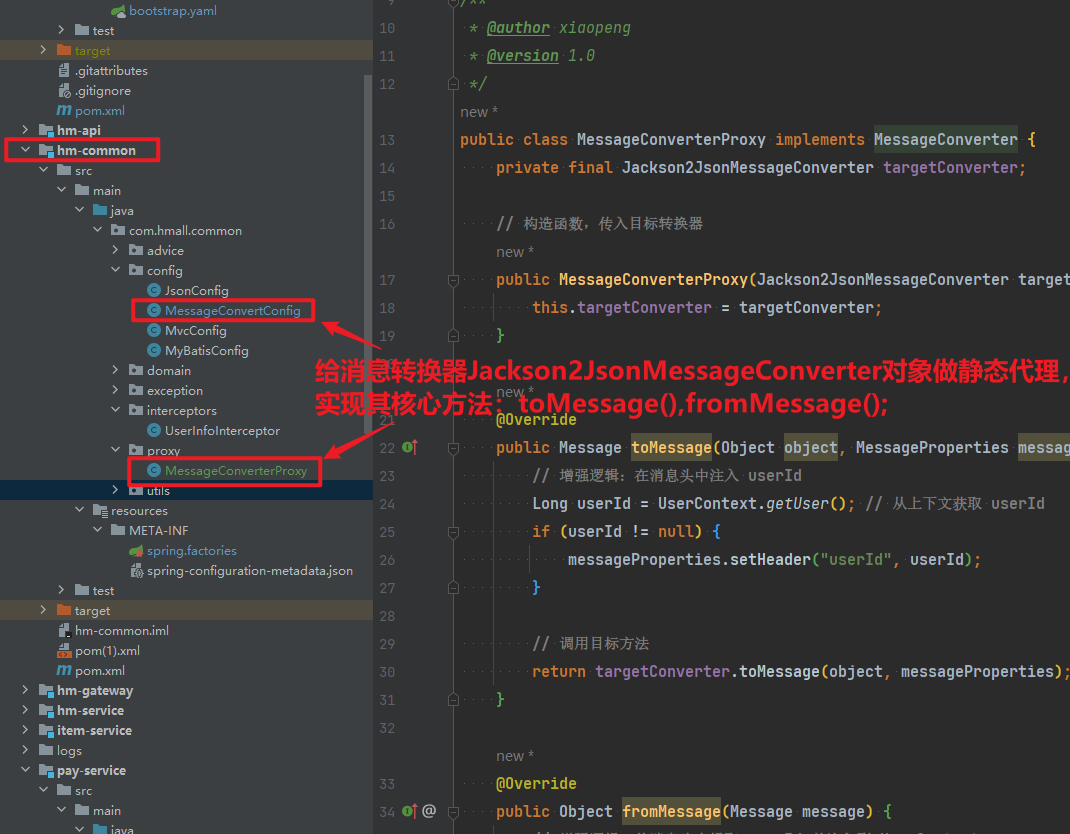 bootstrap.yaml
test
target
.gitattributes
.gitignore
pom.xml
hm-api
hm-common
src
main
java
com.hmall.common
advice
config
JsonConfig
MessageConvertConfig
MvcConfig
MyBatisConfig
domain
exception
interceptors
UserInfoInterceptor
proxy
MessageConverterProxy
utils
resources
META-INF
spring.factories
spring-configuration-metadata.json
test
target
hm-common.iml
pom(1).xml
pom.xml
hm-gateway
hm-service
item-service
logs
pay-service
src
main
java
9 /**
10 * @author xiaopeng
11 * @version 1.0
12 */
new *
13 public class MessageConverterProxy implements MessageConverter {
14 private final Jackson2JsonMessageConverter targetConverter;
15
16 // 构造函数，传入目标转换器
new *
17 public MessageConverterProxy(Jackson2JsonMessageConverter target
18 this.targetConverter = targetConverter;
19 }
给消息转换器Jackson2JsonMessageConverter对象做静态代理，
实现其核心方法：toMessage(),fromMessage();
new *
21 @Override
22 public Message toMessage(Object object, MessageProperties messag
23 // 增强逻辑：在消息头中注入 userId
24 Long userId = UserContext.getUser(); // 从上下文获取 userId
25 if (userId != null) {
26 messageProperties.setHeader("userId", userId);
27 }
28
29 // 调用目标方法
30 return targetConverter.toMessage(object, messageProperties);
31 }
32
new *
33 @Override
34 @ public Object fromMessage(Message message) {